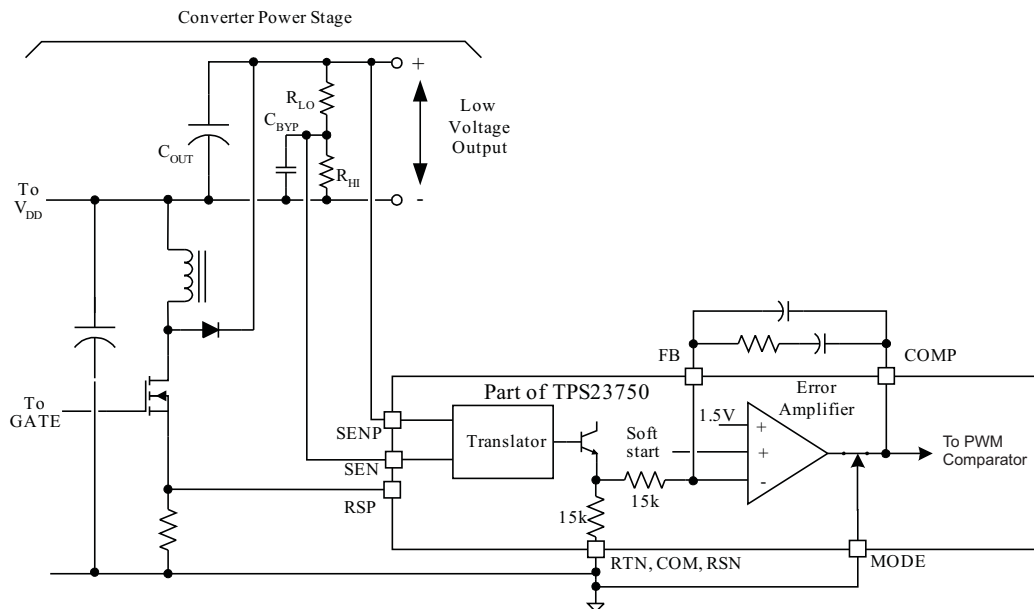 Converter Power Stage
+
R_LO
C_BYP
Low
Voltage
Output
C_OUT
R_HI
To
V_DD
-
FB
COMP
Part of TPS23750
Error
Amplifier
To
GATE
SENP
Translator
Soft
start
1.5V
+
+
-
To PWM
Comparator
SEN
15k
RSP
15k
RTN, COM, RSN
MODE